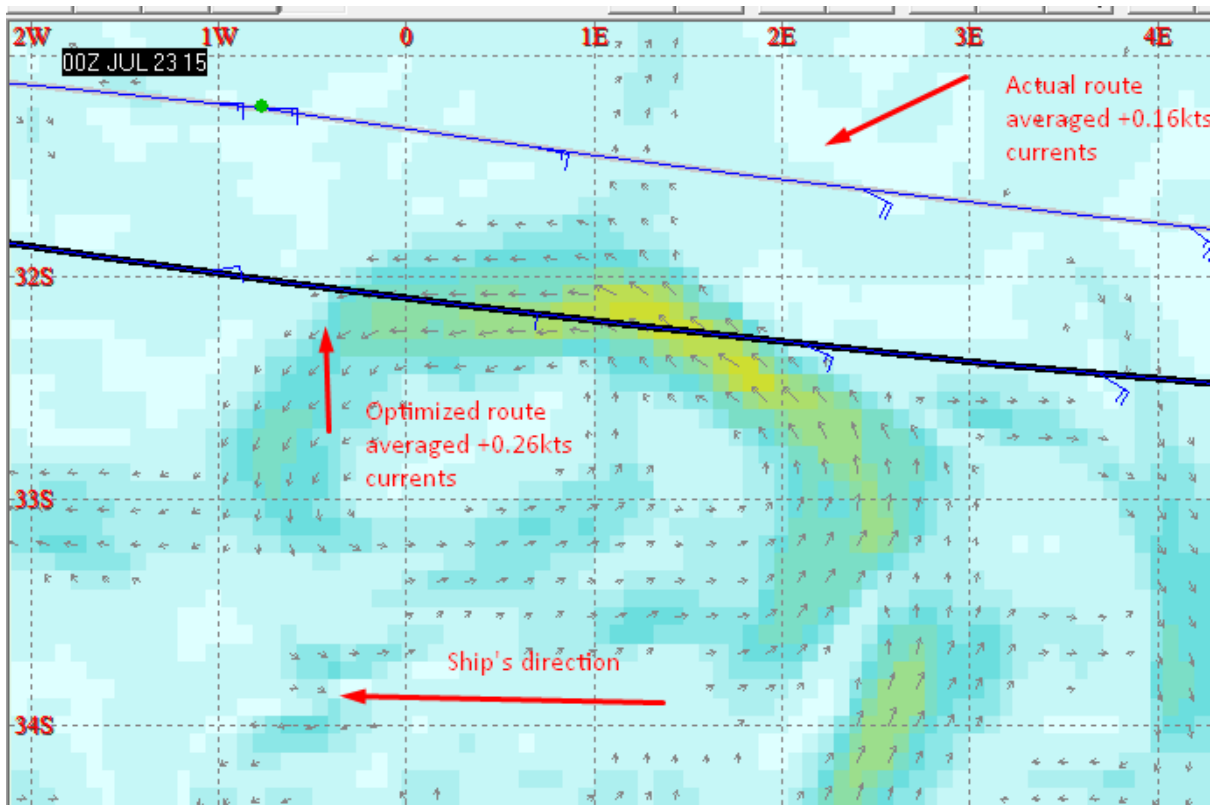 2W 1W 0 1E 2E 3E 4E
00Z JUL 23 15
Actual route
averaged +0.16kts
currents
32S
Optimized route
averaged +0.26kts
currents
33S
Ship's direction
34S